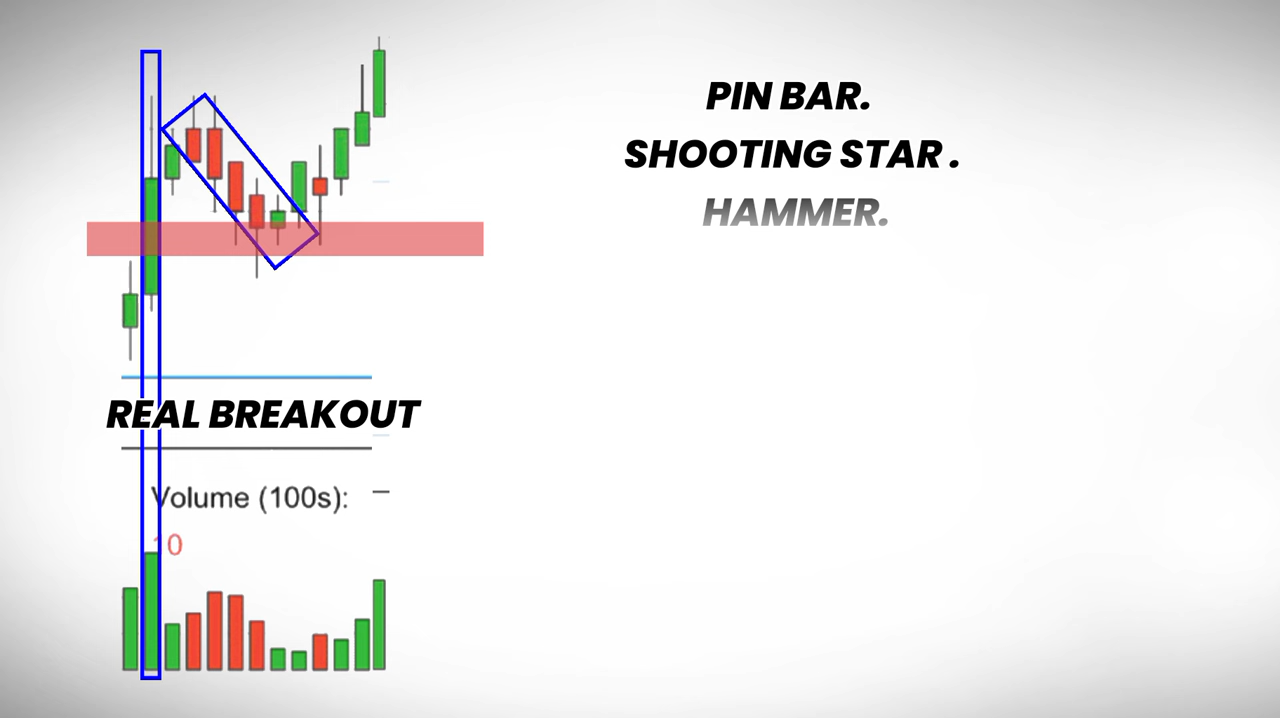 PIN BAR.
SHOOTING STAR .
HAMMER.
REAL BREAKOUT
Volume (100s):
10